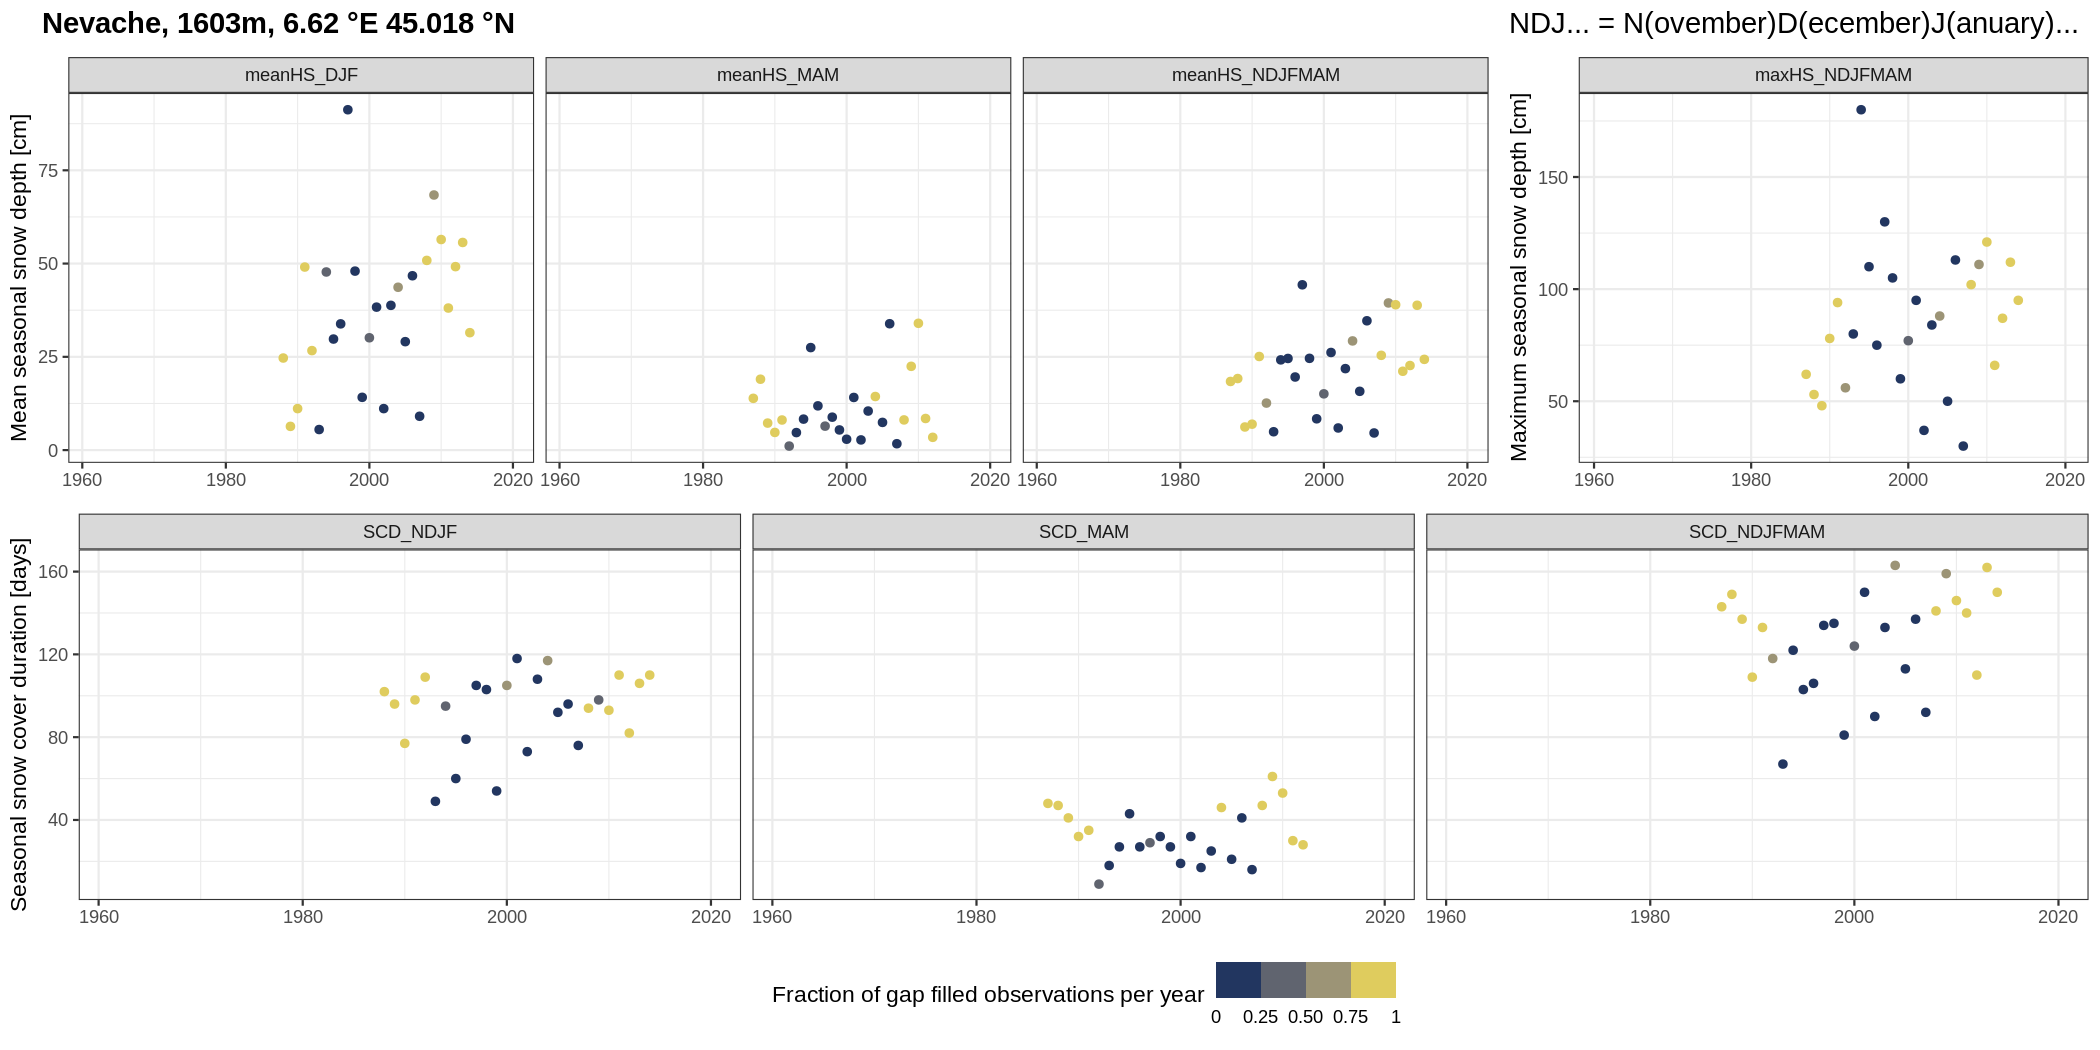 Nevache, 1603m, 6.62 °E 45.018 °N
NDJ... = N(ovember)D(ecember)J(anuary)...
meanHS_DJF
meanHS_MAM
meanHS_NDJFMAM
maxHS_NDJFMAM
Mean seasonal snow depth [cm]
75
50
25
0
1960 1980 2000 2020
1960 1980 2000 2020
1960 1980 2000 2020
Maximum seasonal snow depth [cm]
150
100
50
1960 1980 2000 2020
SCD_NDJF
SCD_MAM
SCD_NDJFMAM
Seasonal snow cover duration [days]
160
120
80
40
1960 1980 2000 2020
1960 1980 2000 2020
1960 1980 2000 2020
Fraction of gap filled observations per year
0 0.25 0.50 0.75 1